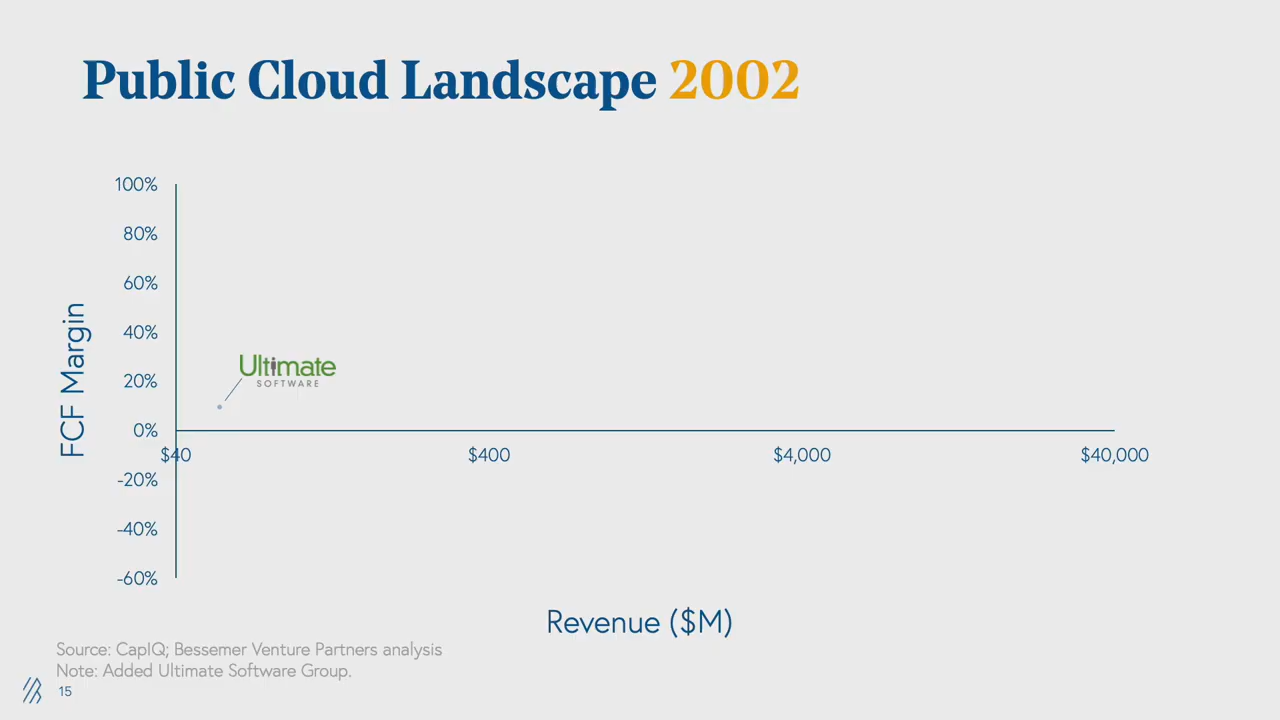 Public Cloud Landscape 2002
100%
80%
60%
40%
20%
0%
-20%
-40%
-60%
FCF Margin
Ultimate
SOFTWARE
$40
$400
$4,000
$40,000
Revenue ($M)
Source: CapIQ; Bessemer Venture Partners analysis
Note: Added Ultimate Software Group.
15